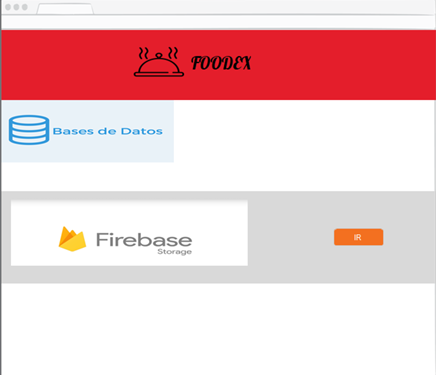 FOODEX
Bases de Datos
Firebase
Storage
IR